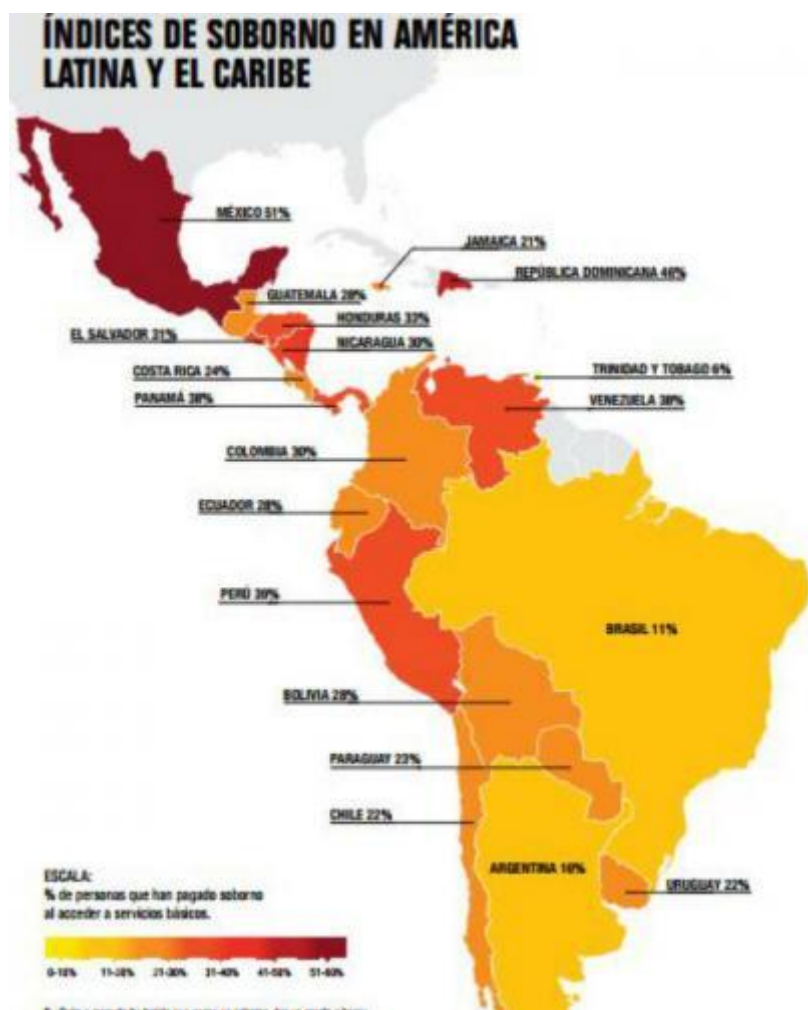 ÍNDICES DE SOBORNO EN AMÉRICA
LATINA Y EL CARIBE
MÉXICO 51%
JAMAICA 21%
REPÚBLICA DOMINICANA 46%
GUATEMALA 28%
HONDURAS 33%
EL SALVADOR 31%
NICARAGUA 30%
COSTA RICA 24%
TRINIDAD Y TOBAGO 6%
PANAMÁ 38%
VENEZUELA 38%
COLOMBIA 30%
ECUADOR 28%
PERÚ 39%
BRASIL 11%
BOLIVIA 28%
PARAGUAY 23%
CHILE 22%
ARGENTINA 16%
URUGUAY 22%
ESCALA:
% de personas que han pagado soborno
al acceder a servicios básicos.
0-10% 11-20% 21-30% 31-40% 41-50% 51-60%